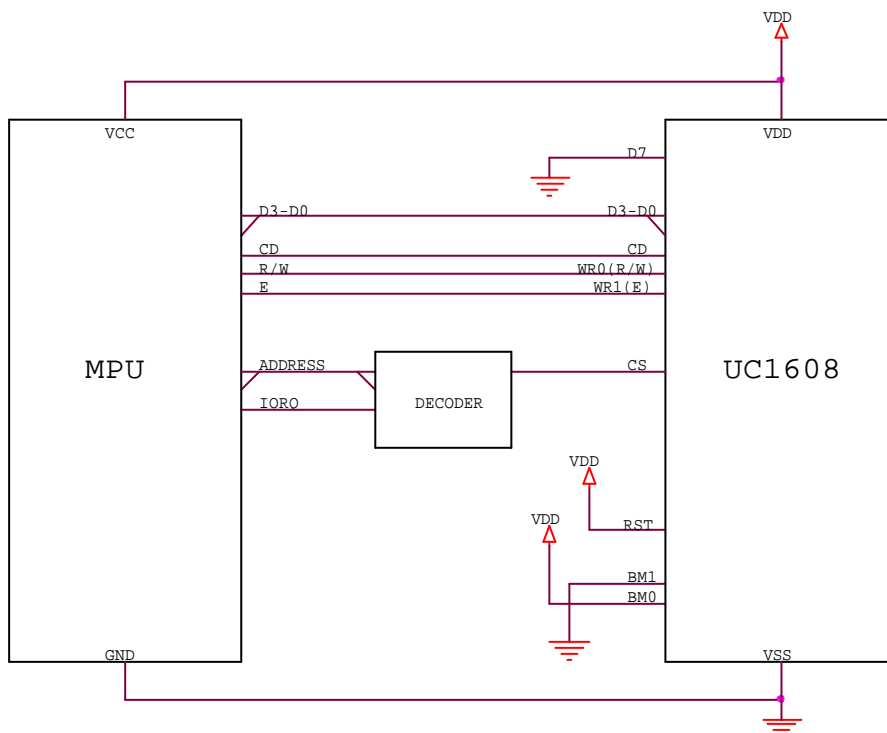 VDD
VCC
VDD
D7
D3-D0
D3-D0
CD
CD
R/W
WR0(R/W)
E
WR1(E)
ADDRESS
CS
MPU
UC1608
DECODER
IORQ
VDD
VDD
RST
BM1
BM0
GND
VSS